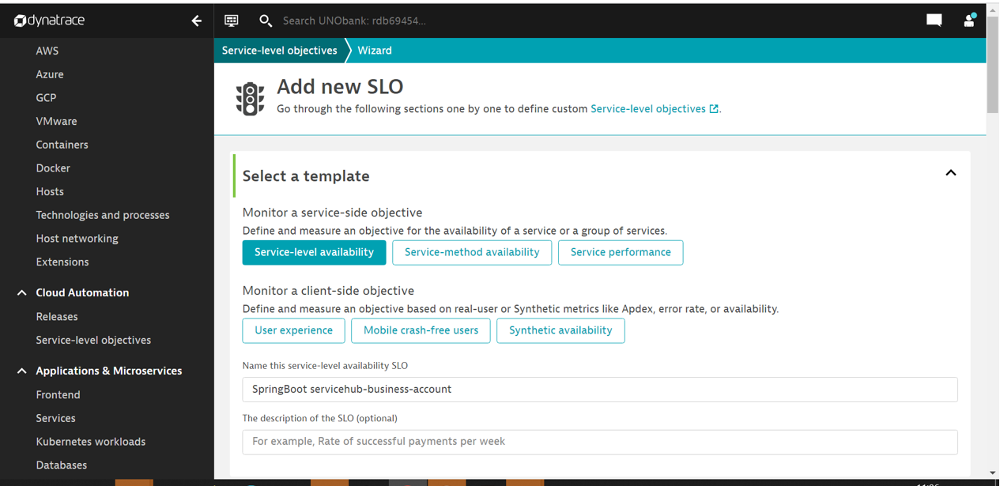 dynatrace
Search UNObank: rdb69454...
AWS
Azure
GCP
VMware
Containers
Docker
Hosts
Technologies and processes
Host networking
Extensions
Cloud Automation
Releases
Service-level objectives
Applications & Microservices
Frontend
Services
Kubernetes workloads
Databases
Service-level objectives Wizard
Add new SLO
Go through the following sections one by one to define custom Service-level objectives .
Select a template
Monitor a service-side objective
Define and measure an objective for the availability of a service or a group of services.
Service-level availability Service-method availability Service performance
Monitor a client-side objective
Define and measure an objective based on real-user or Synthetic metrics like Apdex, error rate, or availability.
User experience Mobile crash-free users Synthetic availability
Name this service-level availability SLO
SpringBoot servicehub-business-account
The description of the SLO (optional)
For example, Rate of successful payments per week